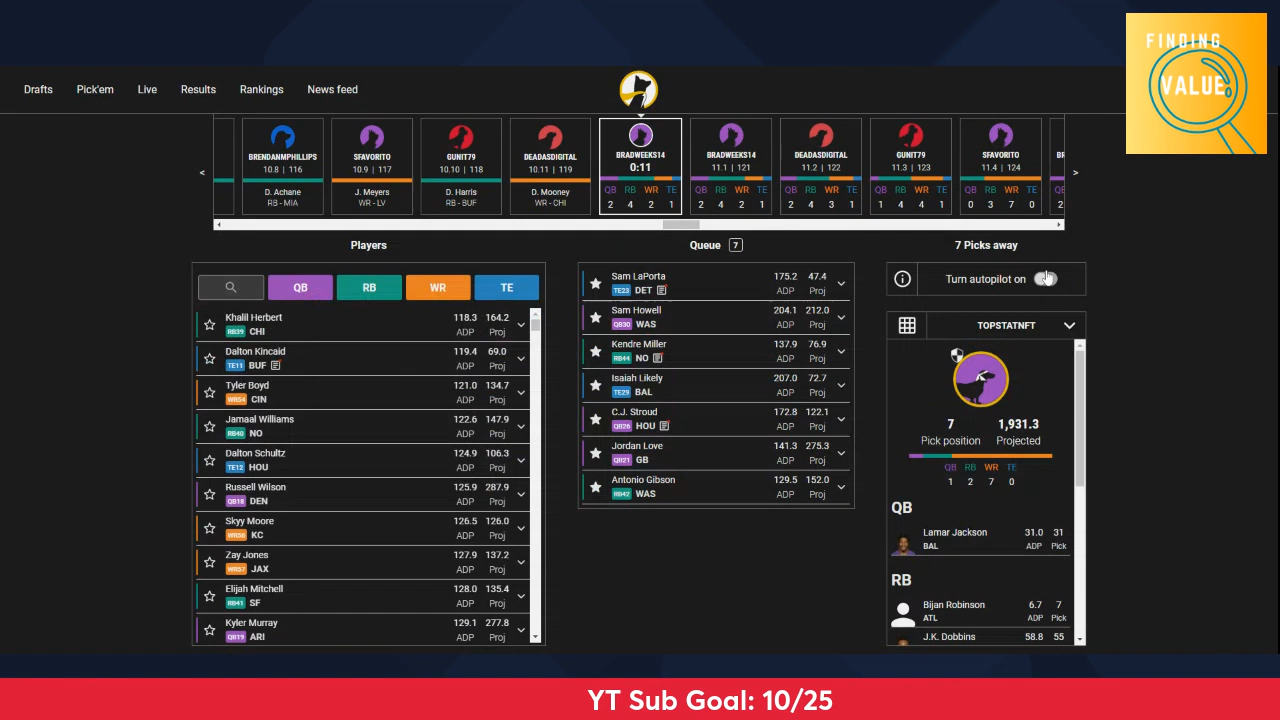 FINDING
VALUE
Drafts Pick'em Live Results Rankings News feed
< BRENDANMPHILLIPS SFAVORITO GUNIT79 DEADASDIGITAL BRADWEEKS14 BRADWEEKS14 DEADASDIGITAL GUNIT79 SFAVORITO BR >
10.8 | 116 10.9 | 117 10.10 | 118 10.11 | 119 0:11 11.1 | 121 11.2 | 122 11.3 | 123 11.4 | 124
D. Achane J. Meyers D. Harris D. Mooney QB RB WR TE QB RB WR TE QB RB WR TE QB RB WR TE QB RB WR TE
RB - MIA WR - LV RB - BUF WR - CHI 2 4 2 1 2 4 2 1 2 4 3 1 1 4 4 1 0 3 7 0 2
Players
QB RB WR TE
Khalil Herbert 118.3 164.2
RB39 CHI ADP Proj
Dalton Kincaid 119.4 69.0
TE11 BUF ADP Proj
Tyler Boyd 121.0 134.7
WR54 CIN ADP Proj
Jamaal Williams 122.6 147.9
RB40 NO ADP Proj
Dalton Schultz 124.9 106.3
TE12 HOU ADP Proj
Russell Wilson 125.9 287.9
QB18 DEN ADP Proj
Skyy Moore 126.5 126.0
WR56 KC ADP Proj
Zay Jones 127.9 137.2
WR57 JAX ADP Proj
Elijah Mitchell 128.0 135.4
RB41 SF ADP Proj
Kyler Murray 129.1 277.8
QB19 ARI ADP Proj
Queue 7
Sam LaPorta 175.2 47.4
TE23 DET ADP Proj
Sam Howell 204.1 212.0
QB30 WAS ADP Proj
Kendre Miller 137.9 76.9
RB44 NO ADP Proj
Isaiah Likely 207.0 72.7
TE29 BAL ADP Proj
C.J. Stroud 172.8 122.1
QB26 HOU ADP Proj
Jordan Love 141.3 275.3
QB21 GB ADP Proj
Antonio Gibson 129.5 152.0
RB42 WAS ADP Proj
7 Picks away
Turn autopilot on
TOPSTATNFT
7 1,931.3
Pick position Projected
QB RB WR TE
1 2 7 0
QB
Lamar Jackson 31.0 31
BAL ADP Pick
RB
Bijan Robinson 6.7 7
ATL ADP Pick
J.K. Dobbins 58.8 55
YT Sub Goal: 10/25